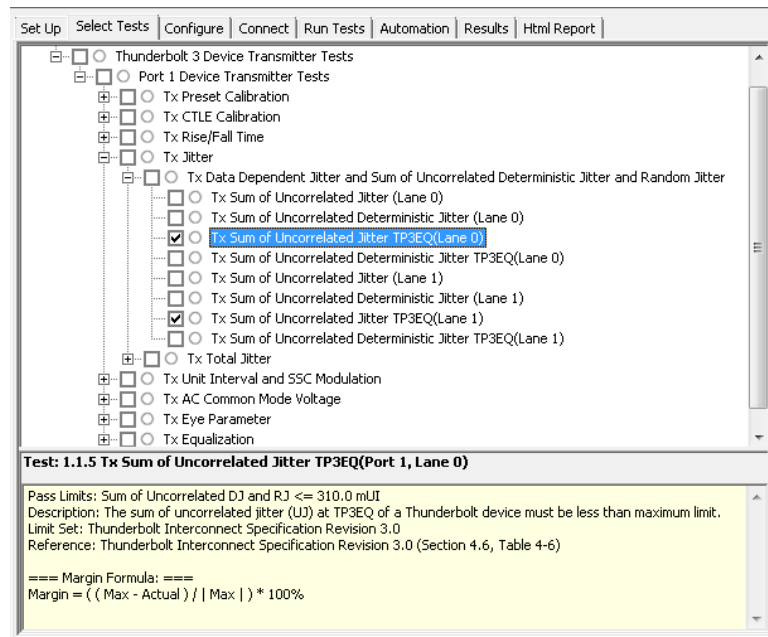 Set Up Select Tests Configure Connect Run Tests Automation Results Html Report
Thunderbolt 3 Device Transmitter Tests
Port 1 Device Transmitter Tests
Tx Preset Calibration
Tx CTLE Calibration
Tx Rise/Fall Time
Tx Jitter
Tx Data Dependent Jitter and Sum of Uncorrelated Deterministic Jitter and Random Jitter
Tx Sum of Uncorrelated Jitter (Lane 0)
Tx Sum of Uncorrelated Deterministic Jitter (Lane 0)
Tx Sum of Uncorrelated Jitter TP3EQ(Lane 0)
Tx Sum of Uncorrelated Deterministic Jitter TP3EQ(Lane 0)
Tx Sum of Uncorrelated Jitter (Lane 1)
Tx Sum of Uncorrelated Deterministic Jitter (Lane 1)
Tx Sum of Uncorrelated Jitter TP3EQ(Lane 1)
Tx Sum of Uncorrelated Deterministic Jitter TP3EQ(Lane 1)
Tx Total Jitter
Tx Unit Interval and SSC Modulation
Tx AC Common Mode Voltage
Tx Eye Parameter
Tx Equalization
Test: 1.1.5 Tx Sum of Uncorrelated Jitter TP3EQ(Port 1, Lane 0)
Pass Limits: Sum of Uncorrelated DJ and RJ <= 310.0 mUI
Description: The sum of uncorrelated jitter (UJ) at TP3EQ of a Thunderbolt device must be less than maximum limit.
Limit Set: Thunderbolt Interconnect Specification Revision 3.0
Reference: Thunderbolt Interconnect Specification Revision 3.0 (Section 4.6, Table 4-6)
=== Margin Formula: ===
Margin = ( ( Max - Actual ) / | Max | ) * 100%